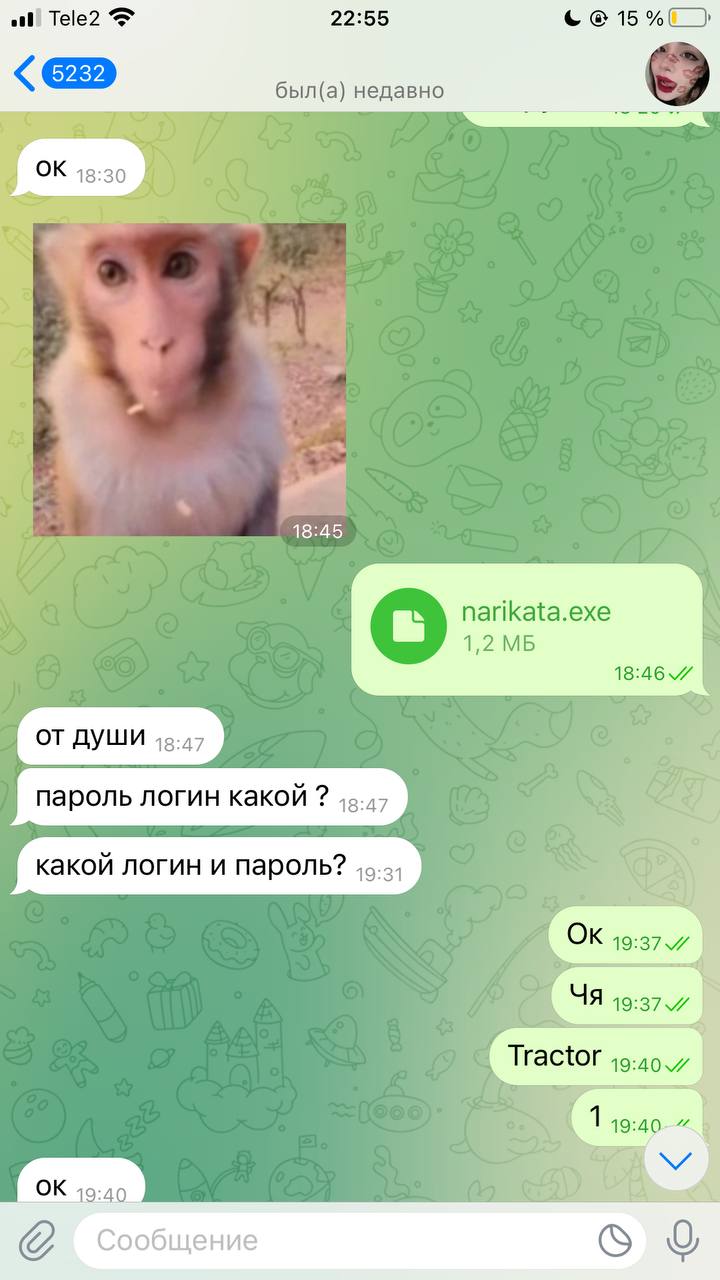 Tele2 22:55 15 %
5232
был(а) недавно
ок 18:30
18:45
narikata.exe
1,2 МБ
18:46
от души 18:47
пароль логин какой ? 18:47
какой логин и пароль? 19:31
Ок 19:37
Чя 19:37
Tractor 19:40
1 19:40
ок 19:40
Сообщение